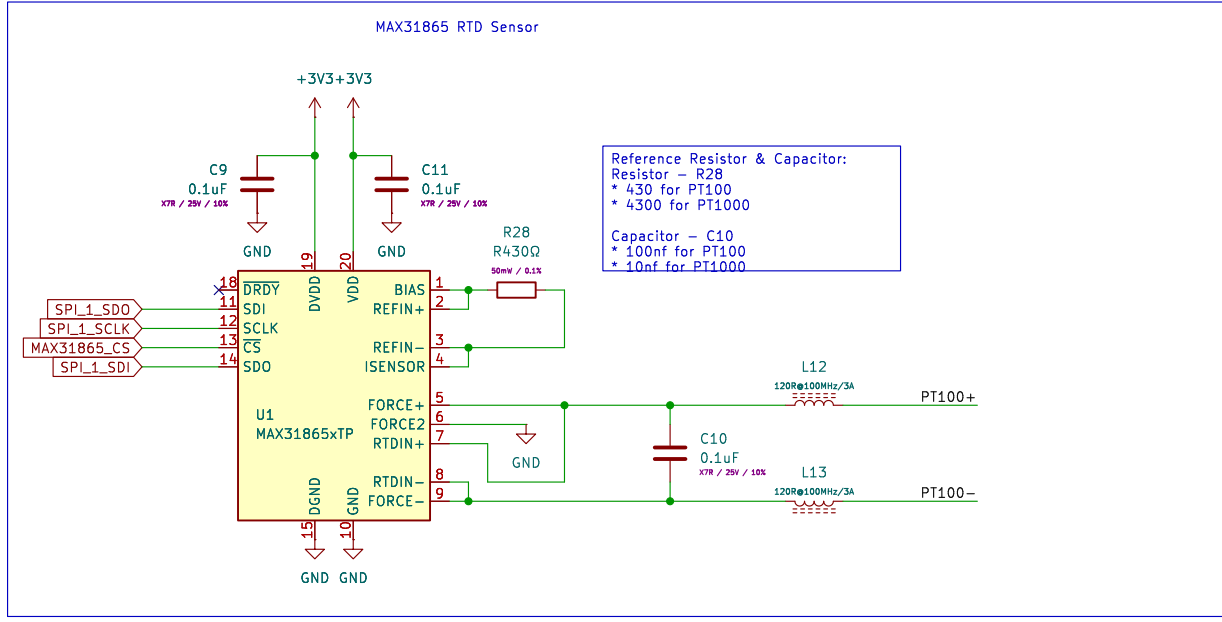 MAX31865 RTD Sensor
+3V3+3V3
C9
0.1uF
X7R / 25V / 10%
GND
C11
0.1uF
X7R / 25V / 10%
GND
Reference Resistor & Capacitor:
Resistor - R28
* 430 for PT100
* 4300 for PT1000
Capacitor - C10
* 100nf for PT100
* 10nf for PT1000
R28
R430Ω
50mW / 0.1%
19
20
DVDD
VDD
18
DRDY
11
SDI
12
SCLK
13
CS
14
SDO
SPI_1_SDO
SPI_1_SCLK
MAX31865_CS
SPI_1_SDI
BIAS
1
REFIN+
2
REFIN-
3
ISENSOR
4
FORCE+
5
FORCE2
6
RTDIN+
7
RTDIN-
8
FORCE-
9
U1
MAX31865xTP
DGND
GND
15
10
GND
GND
GND
C10
0.1uF
X7R / 25V / 10%
L12
120R@100MHz/3A
PT100+
L13
120R@100MHz/3A
PT100-